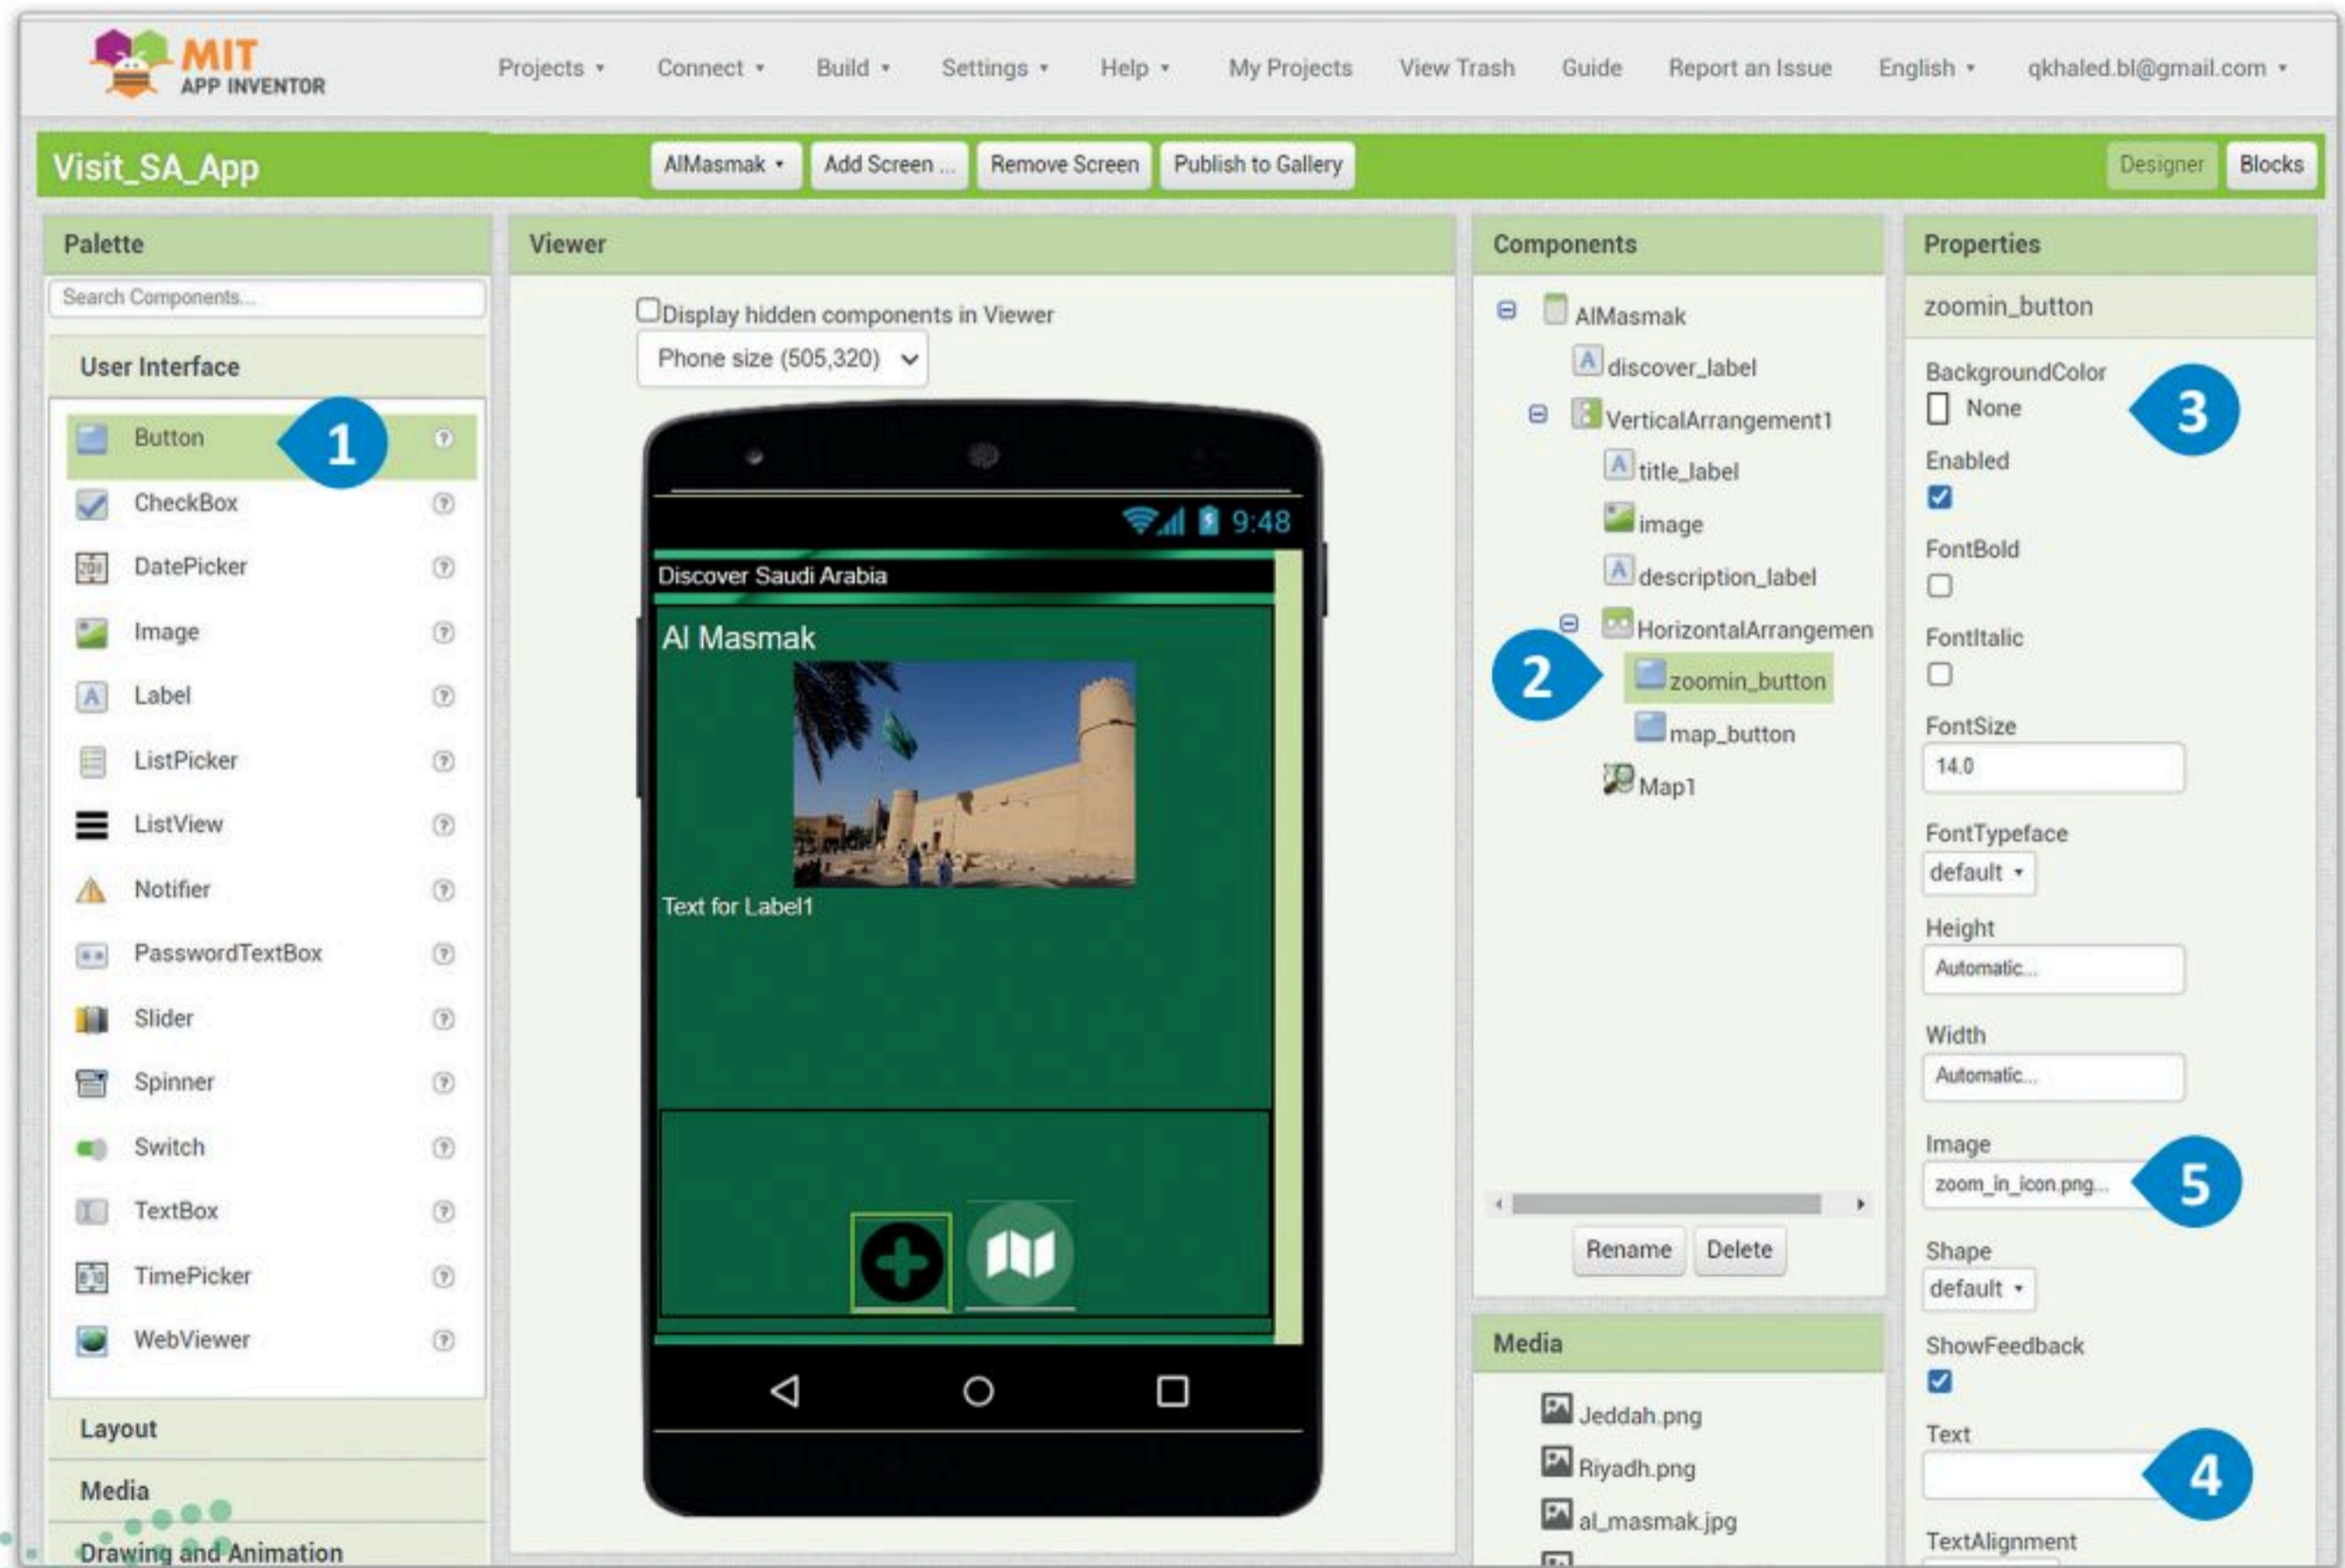 MIT
APP INVENTOR
Projects
Connect
Build
Settings
Help
My Projects
View Trash
Guide
Report an Issue
English
qkhaled.bl@gmail.com
Visit_SA_App
AlMasmak
Add Screen ...
Remove Screen
Publish to Gallery
Designer
Blocks
Palette
Search Components...
User Interface
Button
1
CheckBox
DatePicker
Image
Label
ListPicker
ListView
Notifier
PasswordTextBox
Slider
Spinner
Switch
TextBox
TimePicker
WebViewer
Layout
Media
Drawing and Animation
Viewer
Display hidden components in Viewer
Phone size (505,320)
9:48
Discover Saudi Arabia
Al Masmak
Text for Label1
Components
AlMasmak
discover_label
VerticalArrangement1
title_label
image
description_label
HorizontalArrangemen
2
zoomin_button
map_button
Map1
Rename
Delete
Media
Jeddah.png
Riyadh.png
al_masmak.jpg
Properties
zoomin_button
BackgroundColor
None
3
Enabled
FontBold
FontItalic
FontSize
14.0
FontTypeface
default
Height
Automatic...
Width
Automatic...
Image
zoom_in_icon.png...
5
Shape
default
ShowFeedback
Text
4
TextAlignment